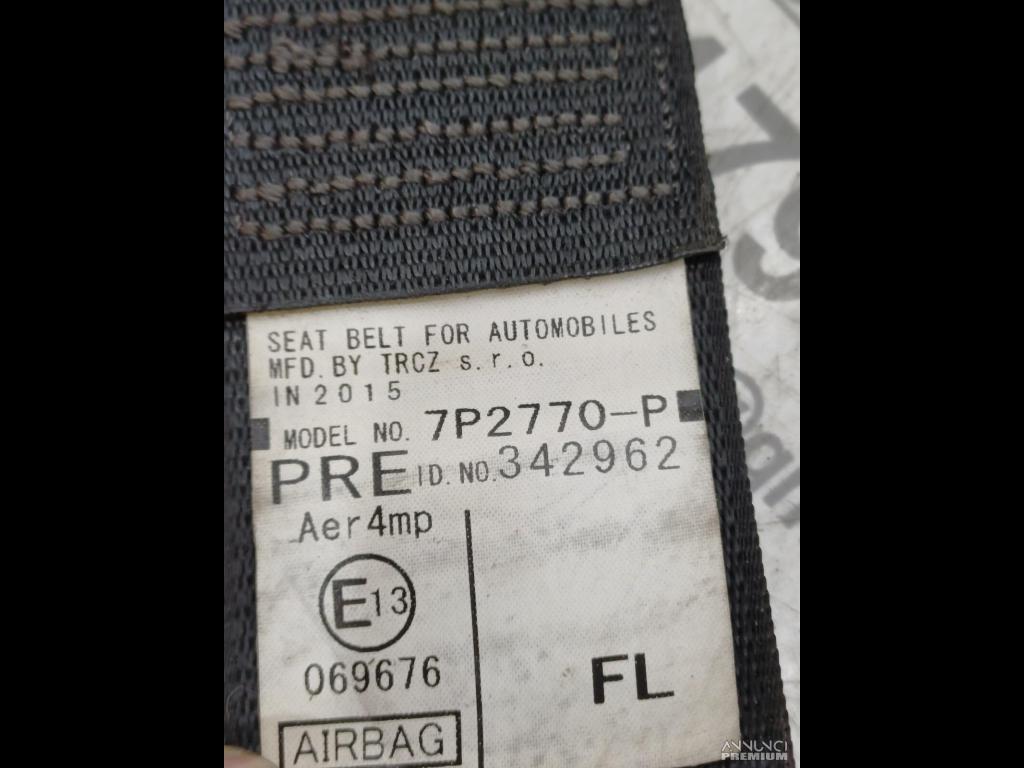 SEAT BELT FOR AUTOMOBILES
MFD. BY TRCZ s.r.o.
IN 2015
MODEL NO. 7P2770-P
PRE ID. NO. 342962
Aer4mp
E13
069676
FL
AIRBAG
ANNUNCI
PREMIUM